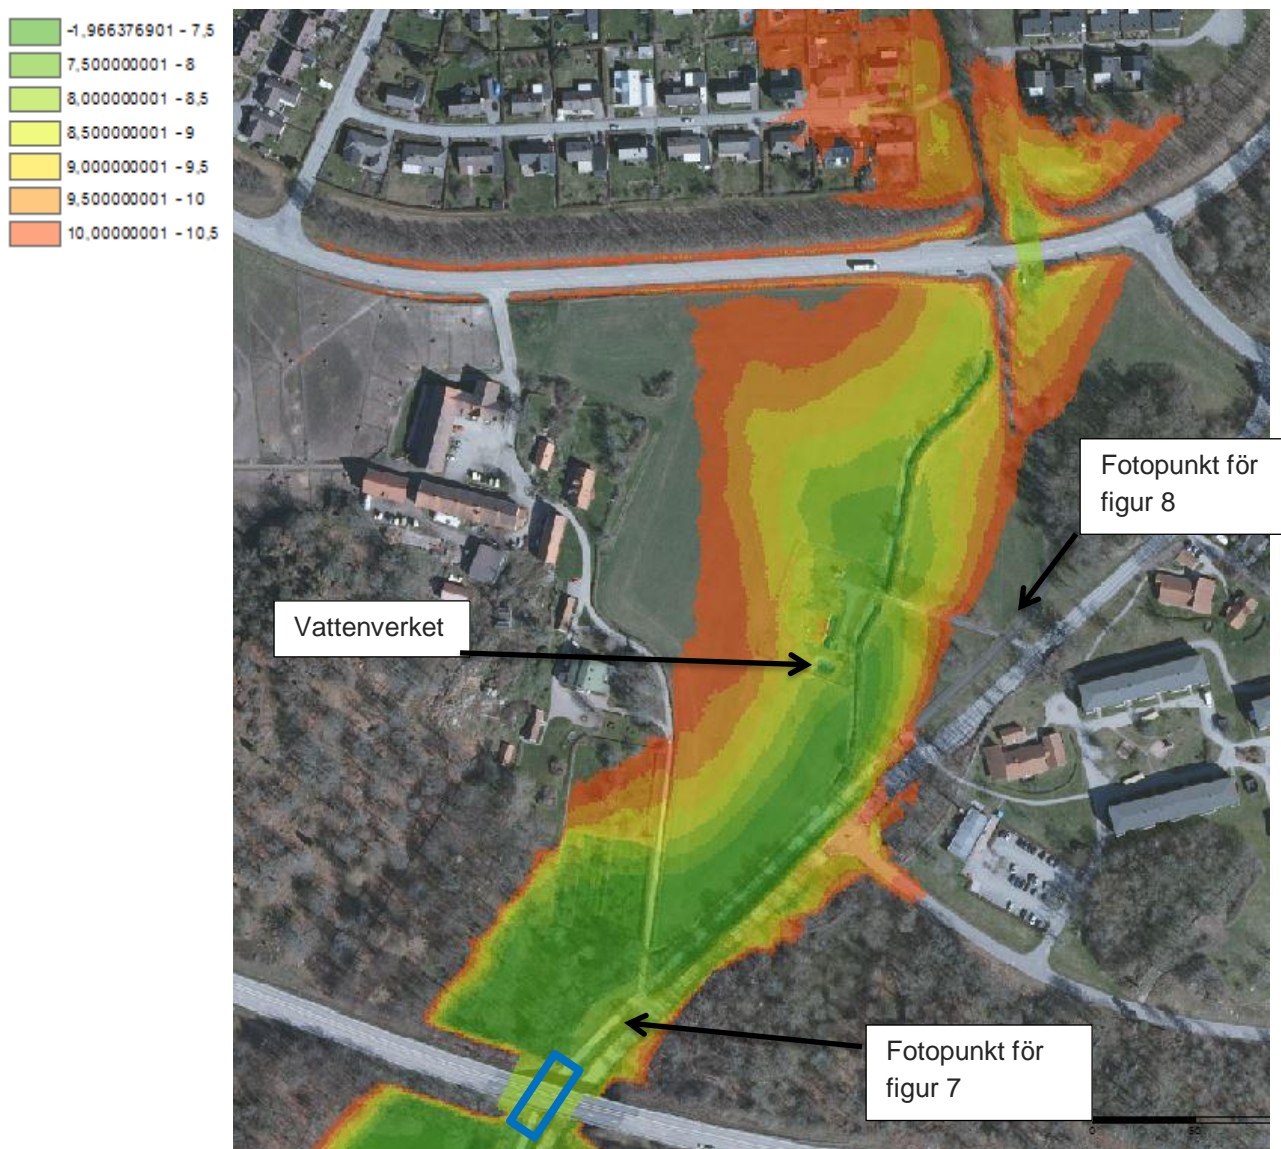 -1,966376901 - 7,5
7,500000001 - 8
8,000000001 - 8,5
8,500000001 - 9
9,000000001 - 9,5
9,500000001 - 10
10,00000001 - 10,5
Fotopunkt för
figur 8
Vattenverket
Fotopunkt för
figur 7
0